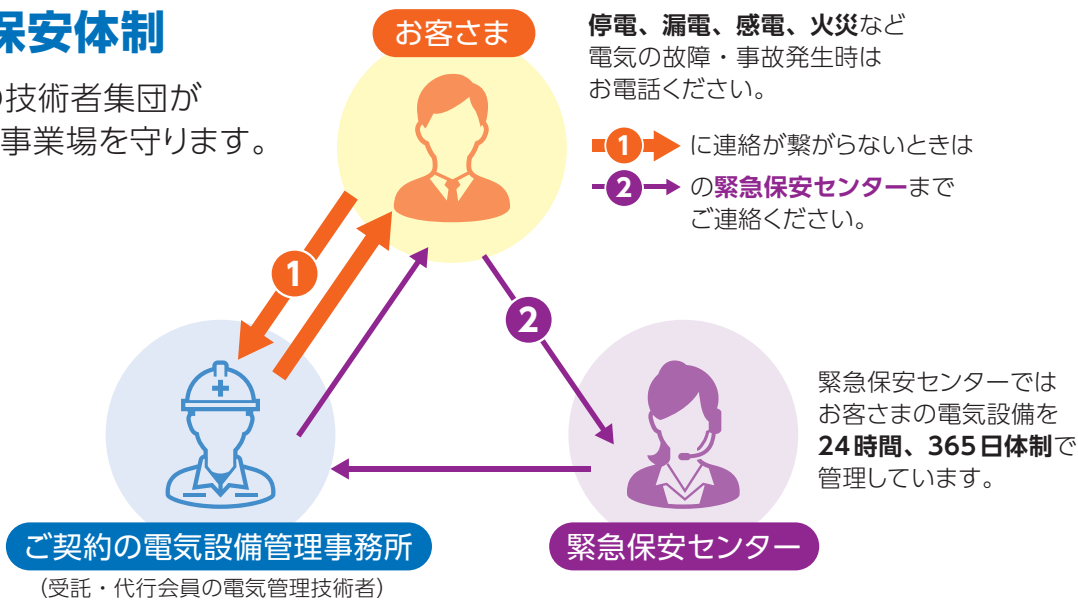 保安体制
の技術者集団が
事業場を守ります。
お客さま
停電、漏電、感電、火災など
電気の故障・事故発生時は
お電話ください。
1 に連絡が繋がらないときは
2 の緊急保安センターまで
ご連絡ください。
1
2
緊急保安センターでは
お客さまの電気設備を
24時間、365日体制で
管理しています。
ご契約の電気設備管理事務所
(受託・代行会員の電気管理技術者)
緊急保安センター